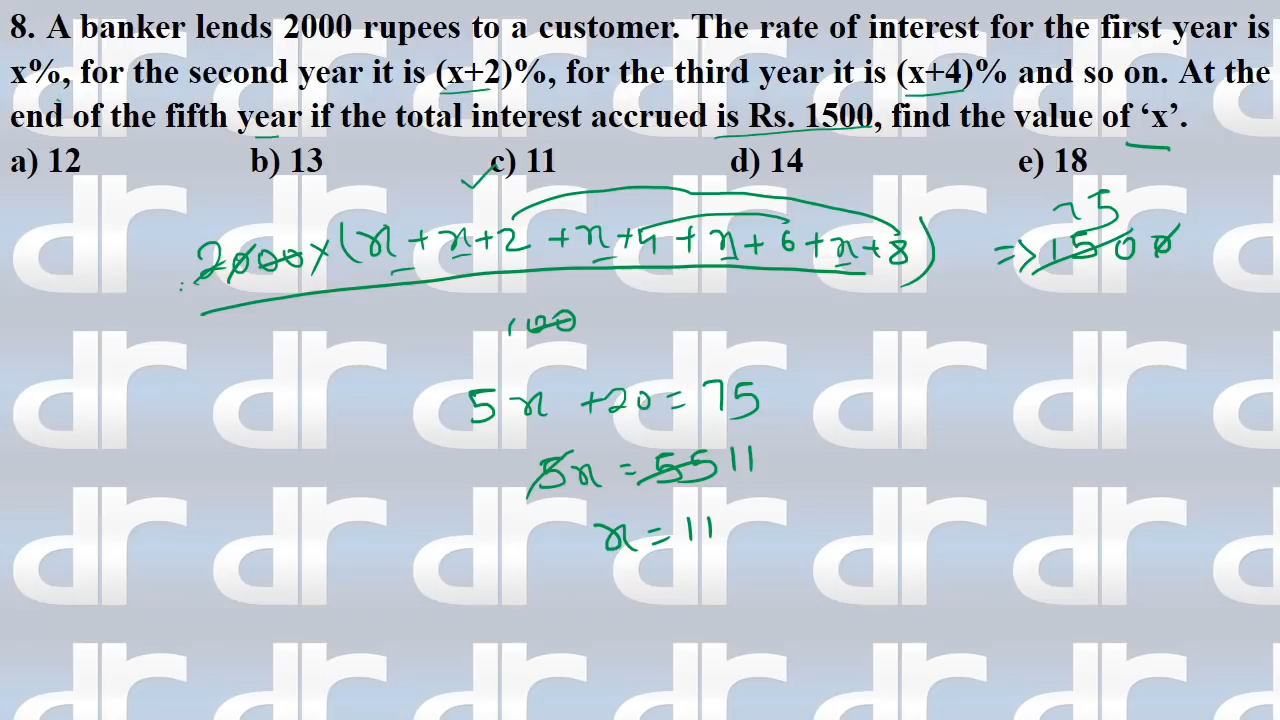 8. A banker lends 2000 rupees to a customer. The rate of interest for the first year is
x%, for the second year it is (x+2)%, for the third year it is (x+4)% and so on. At the
end of the fifth year if the total interest accrued is Rs. 1500, find the value of ‘x’.
a) 12 b) 13 c) 11 d) 14 e) 18
75
2000 x (x + x + 2 + x + 4 + x + 6 + x + 8) => 1500
100
5x + 20 = 75
5x = 55 11
x = 11